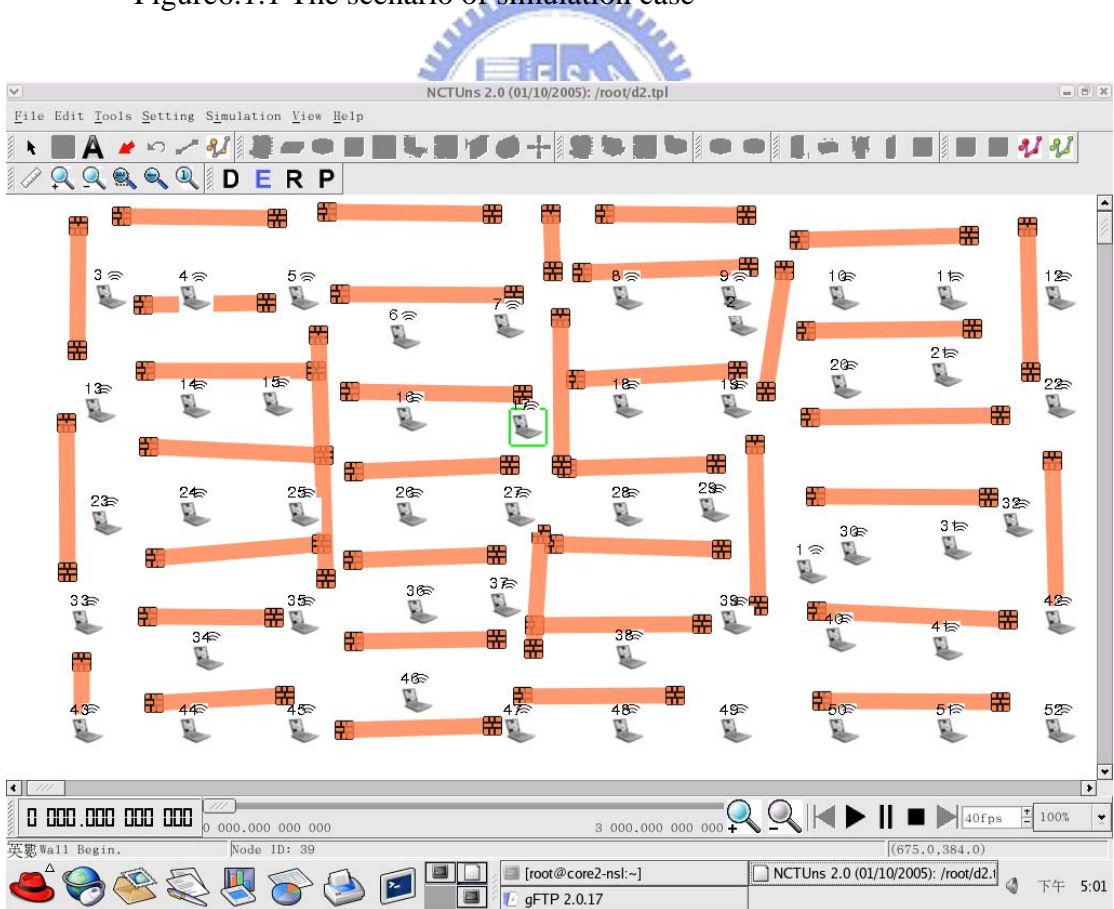 Figure6.1.1 The scenario of simulation case
NCTUns 2.0 (01/10/2005): /root/d2.tpl
File Edit Tools Setting Simulation View Help
D E R P
3 4 5 8 9 10 11 12
6 7 2
13 14 15 16 17 18 19 20 21 22
23 24 25 26 27 28 29 32
1 30 31
33 34 35 36 37 38 39 40 41 42
46
43 44 45 47 48 49 50 51 52
0 000.000 000 000
0 000.000 000 000
3 000.000 000 000
40fps
100%
英數 Wall Begin.
Node ID: 39
(675.0,384.0)
[root@core2-nsl:~]
NCTUns 2.0 (01/10/2005): /root/d2.t
gFTP 2.0.17
下午 5:01